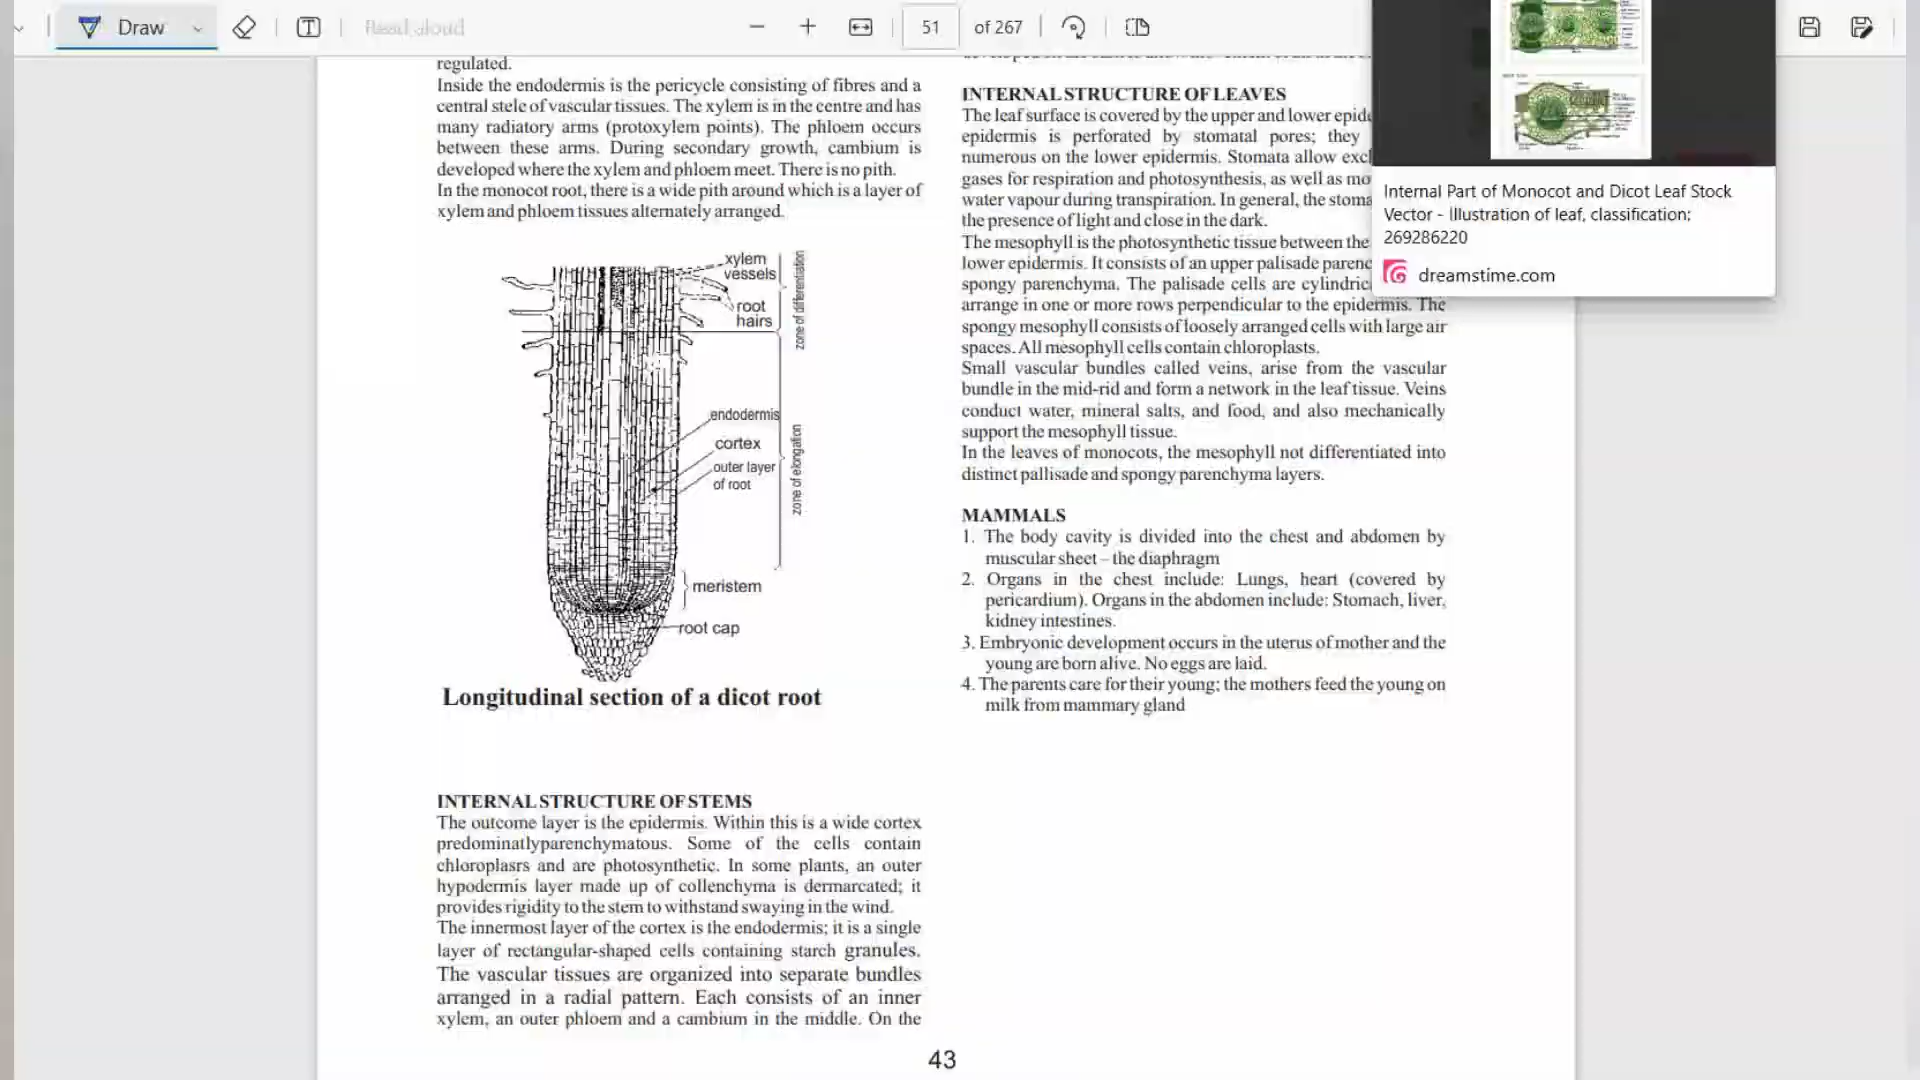 Draw
Read aloud
51 of 267
regulated.
Inside the endodermis is the pericycle consisting of fibres and a
central stele of vascular tissues. The xylem is in the centre and has
many radiatory arms (protoxylem points). The phloem occurs
between these arms. During secondary growth, cambium is
developed where the xylem and phloem meet. There is no pith.
In the monocot root, there is a wide pith around which is a layer of
xylem and phloem tissues alternately arranged.
xylem
vessels
root
hairs
zone of differentiation
endodermis
cortex
outer layer
of root
zone of elongation
meristem
root cap
Longitudinal section of a dicot root
INTERNAL STRUCTURE OF STEMS
The outcome layer is the epidermis. Within this is a wide cortex
predominatlyparenchymatous. Some of the cells contain
chloroplasrs and are photosynthetic. In some plants, an outer
hypodermis layer made up of collenchyma is dermarcated; it
provides rigidity to the stem to withstand swaying in the wind.
The innermost layer of the cortex is the endodermis; it is a single
layer of rectangular-shaped cells containing starch granules.
The vascular tissues are organized into separate bundles
arranged in a radial pattern. Each consists of an inner
xylem, an outer phloem and a cambium in the middle. On the
INTERNAL STRUCTURE OF LEAVES
The leaf surface is covered by the upper and lower epide
epidermis is perforated by stomatal pores; they
numerous on the lower epidermis. Stomata allow excl
gases for respiration and photosynthesis, as well as mo
water vapour during transpiration. In general, the stoma
the presence of light and close in the dark.
The mesophyll is the photosynthetic tissue between the
lower epidermis. It consists of an upper palisade parenc
spongy parenchyma. The palisade cells are cylindric
arrange in one or more rows perpendicular to the epidermis. The
spongy mesophyll consists of loosely arranged cells with large air
spaces. All mesophyll cells contain chloroplasts.
Small vascular bundles called veins, arise from the vascular
bundle in the mid-rid and form a network in the leaf tissue. Veins
conduct water, mineral salts, and food, and also mechanically
support the mesophyll tissue.
In the leaves of monocots, the mesophyll not differentiated into
distinct pallisade and spongy parenchyma layers.
MAMMALS
1. The body cavity is divided into the chest and abdomen by
muscular sheet – the diaphragm
2. Organs in the chest include: Lungs, heart (covered by
pericardium). Organs in the abdomen include: Stomach, liver,
kidney intestines.
3. Embryonic development occurs in the uterus of mother and the
young are born alive. No eggs are laid.
4. The parents care for their young; the mothers feed the young on
milk from mammary gland
43
Internal Part of Monocot and Dicot Leaf Stock
Vector - Illustration of leaf, classification:
269286220
dreamstime.com